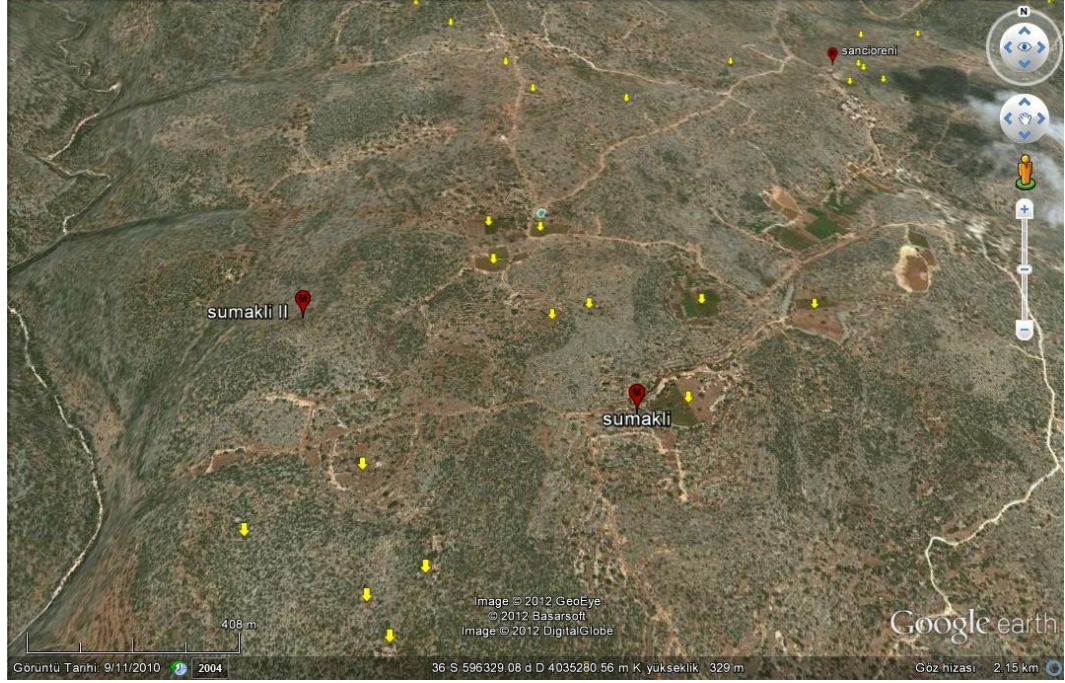 N
sancioreni
sumakli II
sumakli
Image © 2012 GeoEye
© 2012 Basarsoft
Image © 2012 DigitalGlobe
Google earth
408 m
Görüntü Tarihi: 9/11/2010 2004 36 S 596329.08 d D 4035280.56 m K yükseklik 329 m Göz hizası 2.15 km